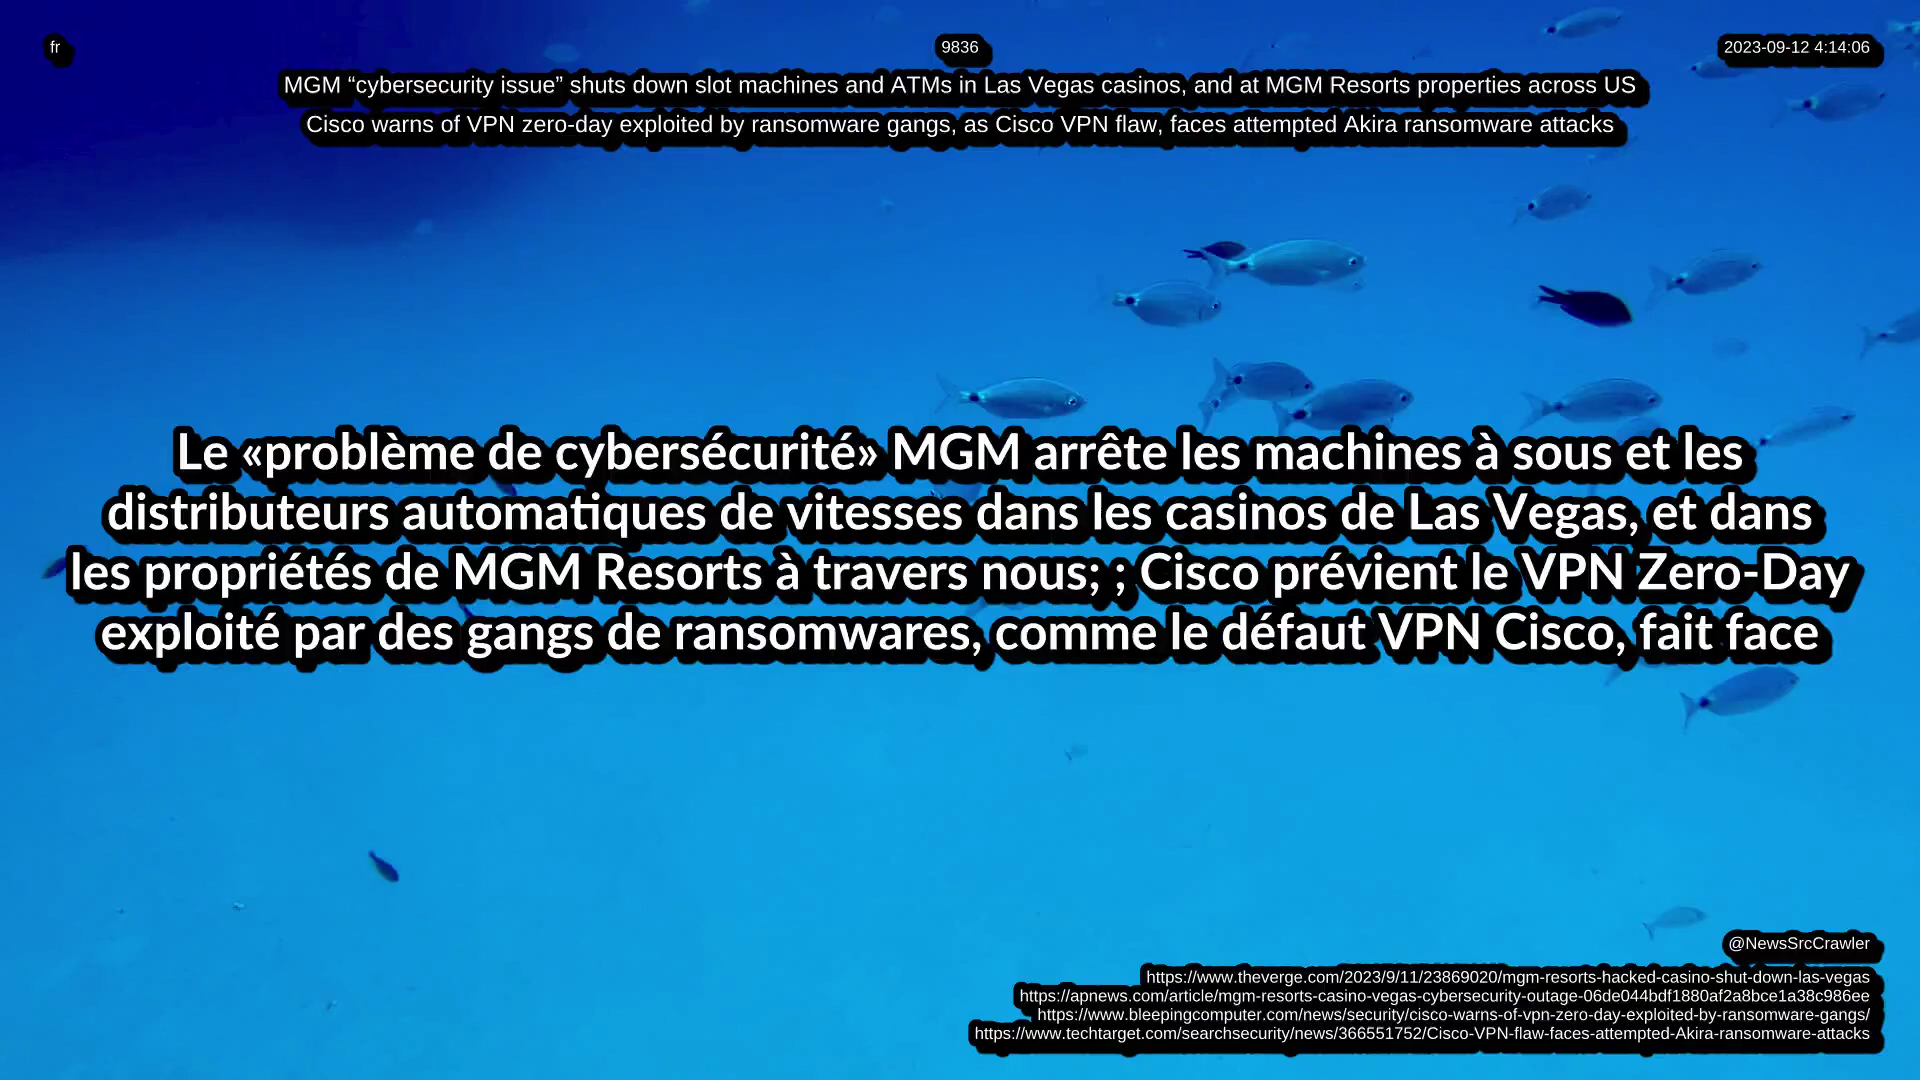 fr
9836
2023-09-12 4:14:06
MGM “cybersecurity issue” shuts down slot machines and ATMs in Las Vegas casinos, and at MGM Resorts properties across US
Cisco warns of VPN zero-day exploited by ransomware gangs, as Cisco VPN flaw, faces attempted Akira ransomware attacks
Le «problème de cybersécurité» MGM arrête les machines à sous et les
distributeurs automatiques de vitesses dans les casinos de Las Vegas, et dans
les propriétés de MGM Resorts à travers nous; ; Cisco prévient le VPN Zero-Day
exploité par des gangs de ransomwares, comme le défaut VPN Cisco, fait face
@NewsSrcCrawler
https://www.theverge.com/2023/9/11/23869020/mgm-resorts-hacked-casino-shut-down-las-vegas
https://apnews.com/article/mgm-resorts-casino-vegas-cybersecurity-outage-06de044bdf1880af2a8bce1a38c986ee
https://www.bleepingcomputer.com/news/security/cisco-warns-of-vpn-zero-day-exploited-by-ransomware-gangs/
https://www.techtarget.com/searchsecurity/news/366551752/Cisco-VPN-flaw-faces-attempted-Akira-ransomware-attacks